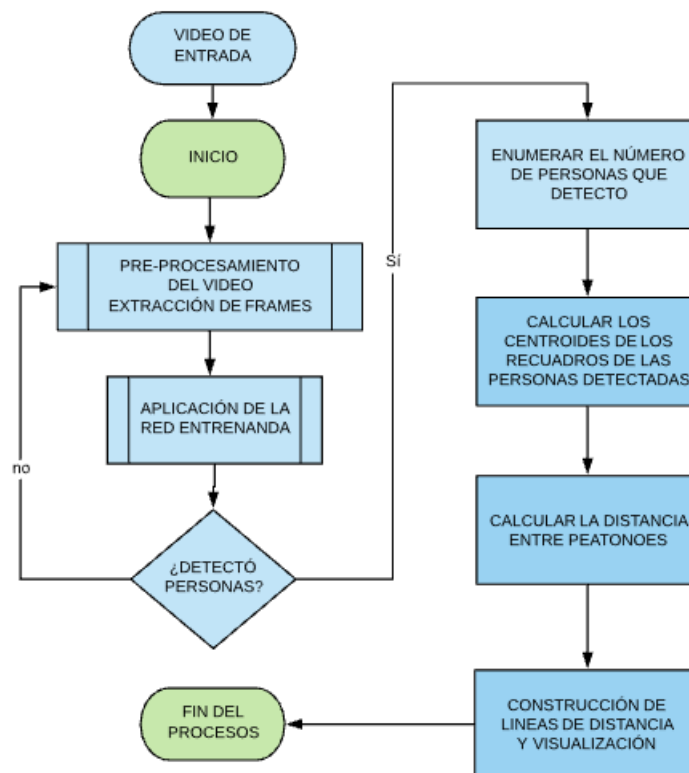 VIDEO DE
ENTRADA
INICIO
PRE-PROCESAMIENTO
DEL VIDEO
EXTRACCIÓN DE FRAMES
APLICACIÓN DE LA
RED ENTRENANDA
¿DETECTÓ
PERSONAS?
no
Sí
ENUMERAR EL NÚMERO
DE PERSONAS QUE
DETECTO
CALCULAR LOS
CENTROIDES DE LOS
RECUADROS DE LAS
PERSONAS DETECTADAS
CALCULAR LA DISTANCIA
ENTRE PEATONOES
CONSTRUCCIÓN DE
LINEAS DE DISTANCIA
Y VISUALIZACIÓN
FIN DEL
PROCESOS